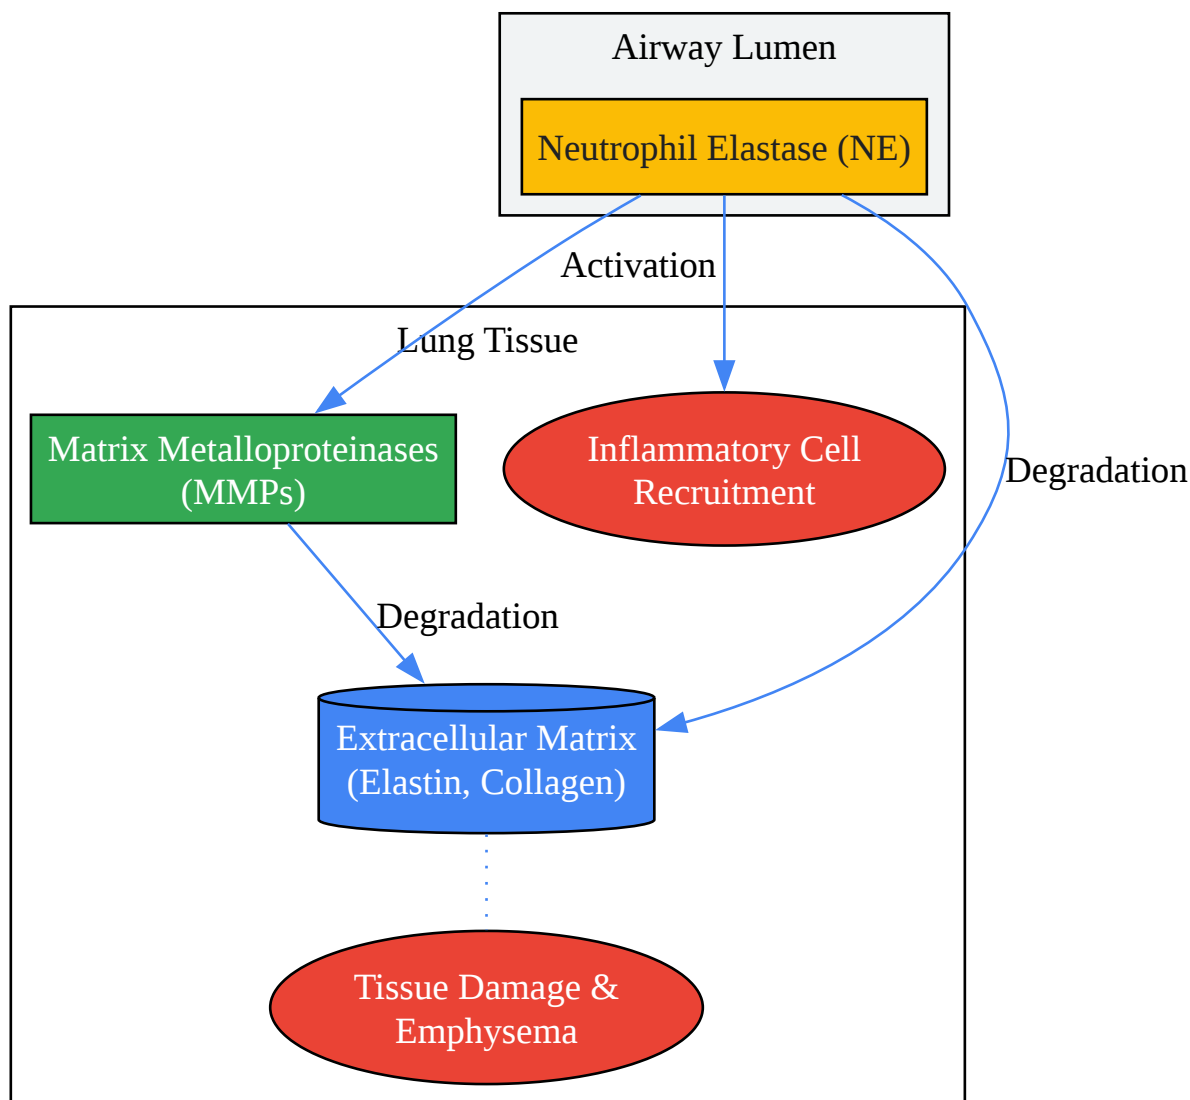 Airway Lumen
Neutrophil Elastase (NE)
Activation
Lung Tissue
Matrix Metalloproteinases
(MMPs)
Inflammatory Cell
Recruitment
Degradation
Degradation
Extracellular Matrix
(Elastin, Collagen)
Tissue Damage &
Emphysema